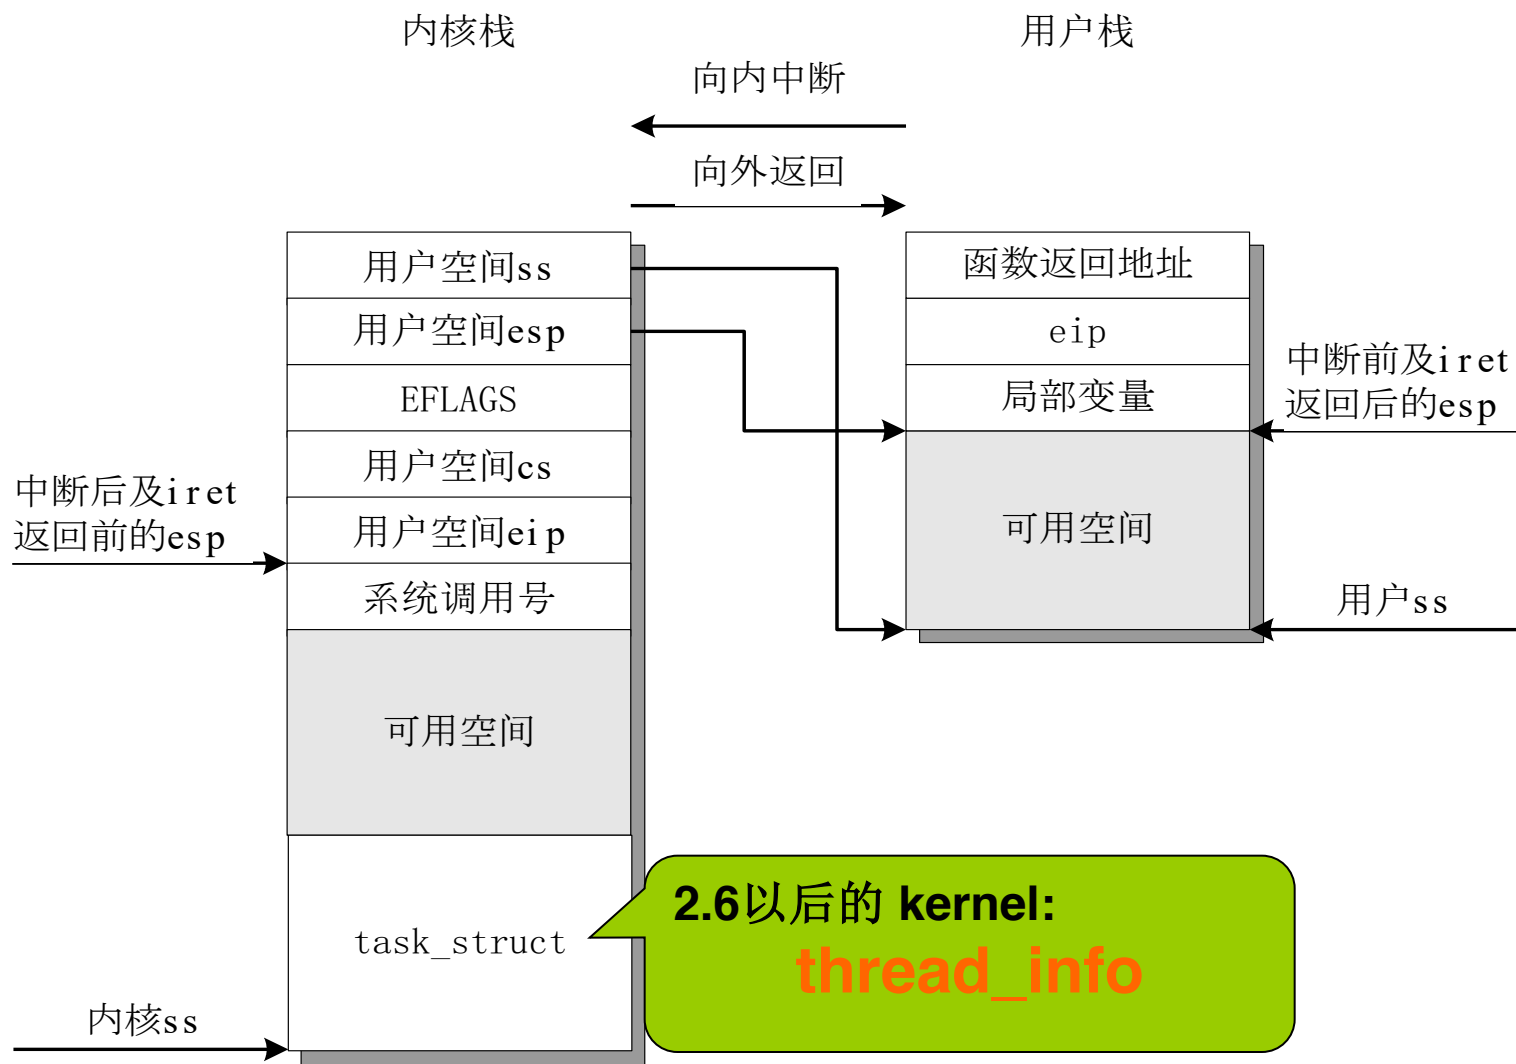 内核栈
用户栈
向内中断
向外返回
用户空间ss
用户空间esp
EFLAGS
用户空间cs
用户空间eip
系统调用号
可用空间
task_struct
函数返回地址
eip
局部变量
可用空间
中断前及iret
返回后的esp
用户ss
中断后及iret
返回前的esp
内核ss
2.6以后的 kernel:
thread_info